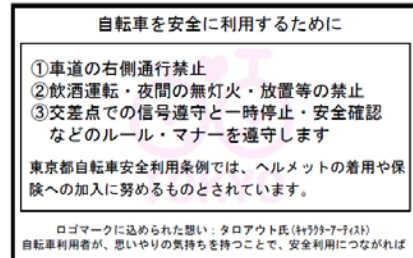 自転車を安全に利用するために
①車道の右側通行禁止
②飲酒運転・夜間の無灯火・放置等の禁止
③交差点での信号遵守と一時停止・安全確認
などのルール・マナーを遵守します
東京都自転車安全利用条例では、ヘルメットの着用や保
険への加入に努めるものとされています。
ロゴマークに込められた想い：タロアウト氏(ｷｬﾗｸﾀｰｱｰﾃｨｽﾄ)
自転車利用者が、思いやりの気持ちを持つことで、安全利用につながれば